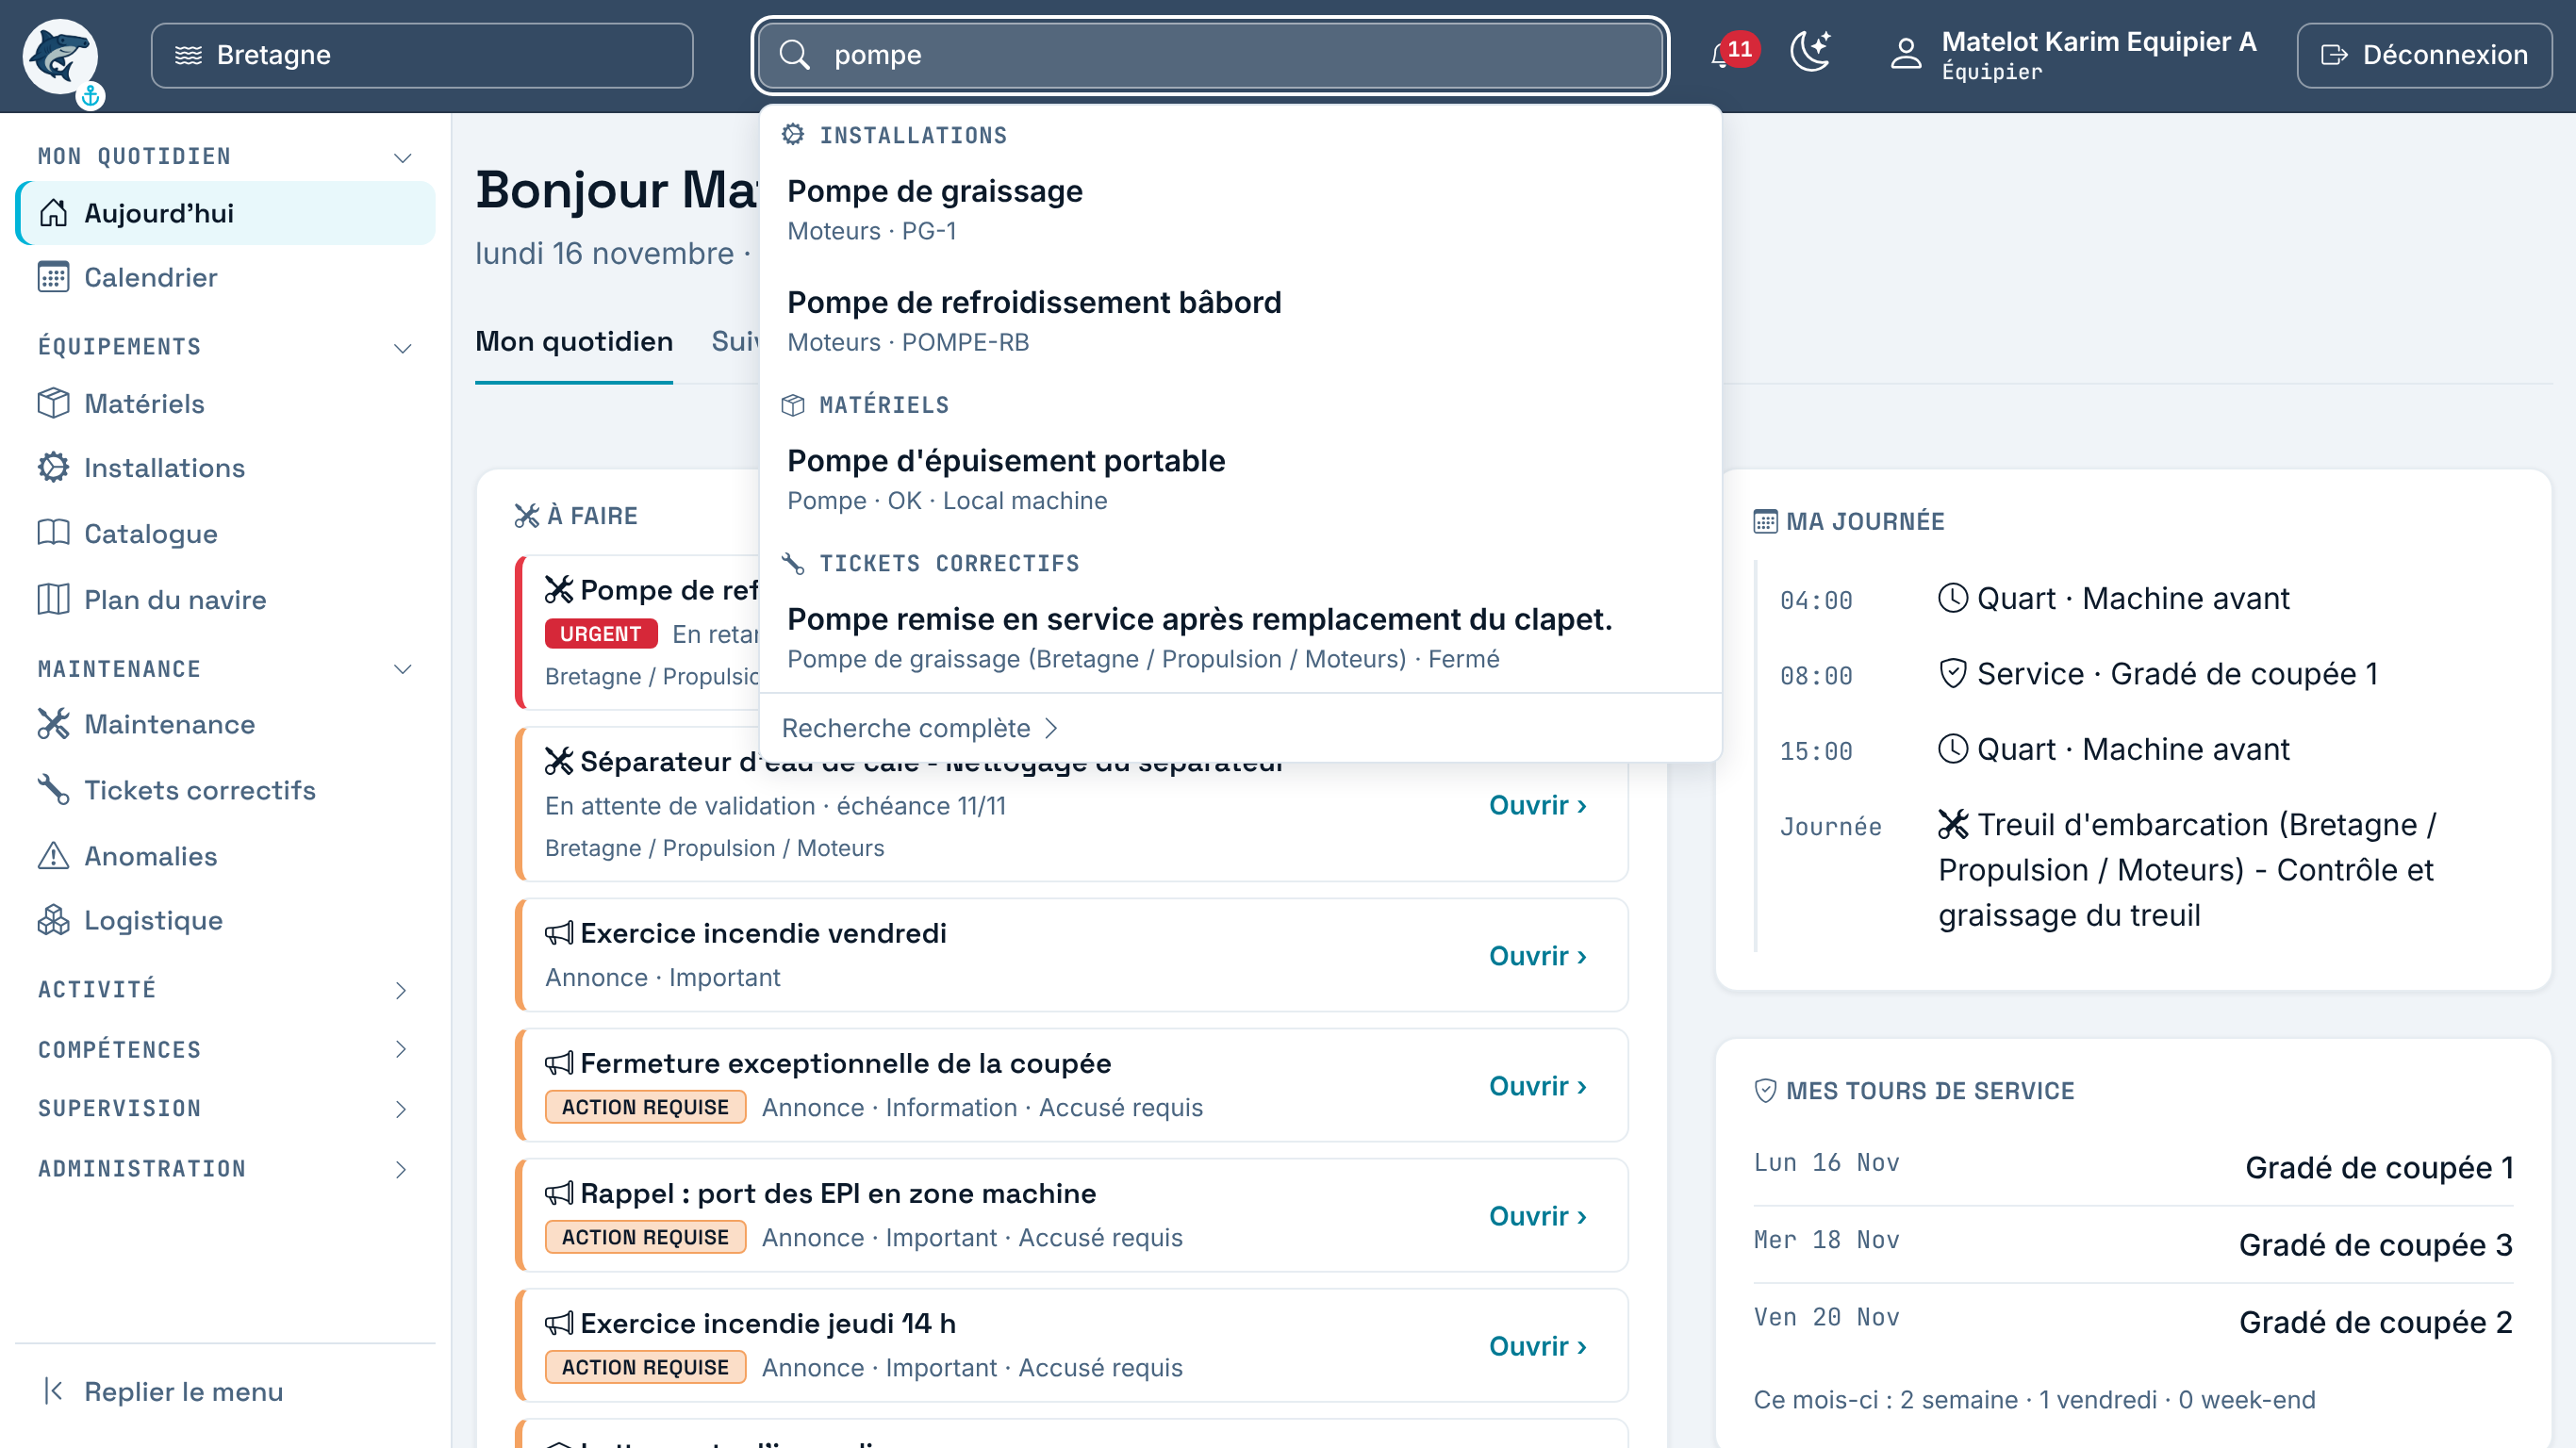 Bretagne
pompe
11
Matelot Karim Equipier A
Équipier
Déconnexion
MON QUOTIDIEN
Aujourd'hui
Calendrier
ÉQUIPEMENTS
Matériels
Installations
Catalogue
Plan du navire
MAINTENANCE
Maintenance
Tickets correctifs
Anomalies
Logistique
ACTIVITÉ
COMPÉTENCES
SUPERVISION
ADMINISTRATION
Replier le menu
Bonjour
lundi 16 novembre ·
Mon quotidien
INSTALLATIONS
Pompe de graissage
Moteurs · PG-1
Pompe de refroidissement bâbord
Moteurs · POMPE-RB
MATÉRIELS
Pompe d'épuisement portable
Pompe · OK · Local machine
TICKETS CORRECTIFS
Pompe remise en service après remplacement du clapet.
Pompe de graissage (Bretagne / Propulsion / Moteurs) · Fermé
Recherche complète
À FAIRE
Pompe de
URGENT En
Bretagne /
Séparateur d'eau de cale - Nettoyage du séparateur
En attente de validation · échéance 11/11
Bretagne / Propulsion / Moteurs
Ouvrir ›
Exercice incendie vendredi
Annonce · Important
Ouvrir ›
Fermeture exceptionnelle de la coupée
ACTION REQUISE Annonce · Information · Accusé requis
Ouvrir ›
Rappel : port des EPI en zone machine
ACTION REQUISE Annonce · Important · Accusé requis
Ouvrir ›
Exercice incendie jeudi 14 h
ACTION REQUISE Annonce · Important · Accusé requis
Ouvrir ›
MA JOURNÉE
04:00 Quart · Machine avant
08:00 Service · Gradé de coupée 1
15:00 Quart · Machine avant
Journée Treuil d'embarcation (Bretagne /
Propulsion / Moteurs) - Contrôle et
graissage du treuil
MES TOURS DE SERVICE
Lun 16 Nov Gradé de coupée 1
Mer 18 Nov Gradé de coupée 3
Ven 20 Nov Gradé de coupée 2
Ce mois-ci : 2 semaine · 1 vendredi · 0 week-end